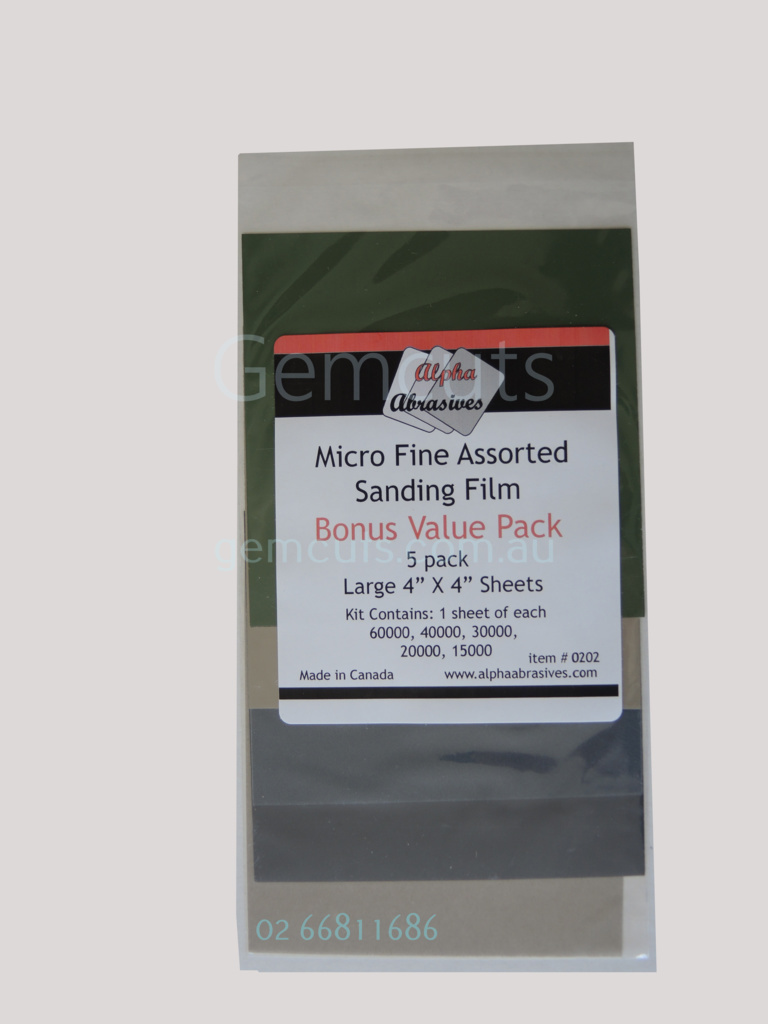 Gemcuts
Alpha
Abrasives
Micro Fine Assorted
Sanding Film
Bonus Value Pack
gemcuts.com.au
5 pack
Large 4” X 4” Sheets
Kit Contains: 1 sheet of each
60000, 40000, 30000,
20000, 15000
item # 0202
Made in Canada www.alphaabrasives.com
02 66811686